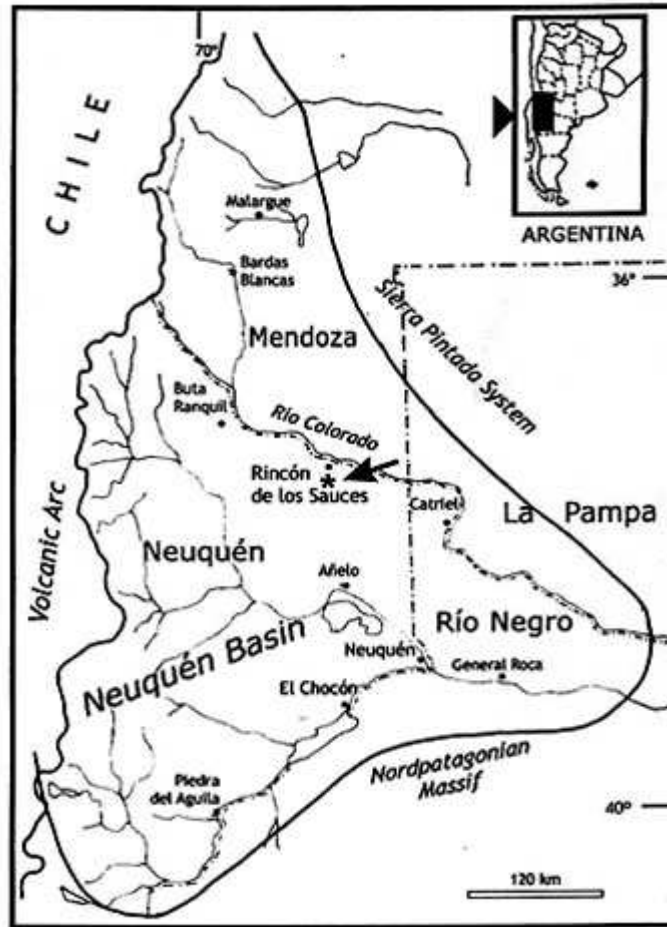 70°
CHILE
ARGENTINA
Malargue
36°
Bardas
Blancas
Sierra Pintada System
Mendoza
Buta
Ranquil
Río Colorado
Rincón
de los Sauces
*
Catriel
La Pampa
Volcanic Arc
Neuquén
Añelo
Río Negro
Neuquén Basin
Neuquén
General Roca
El Chocón
Nordpatagonian
Massif
Piedra
del Aguila
40°
120 km